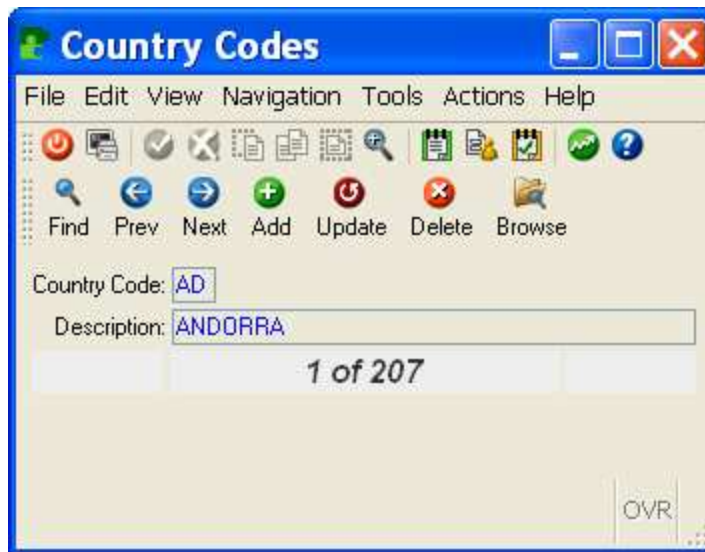 Country Codes
File Edit View Navigation Tools Actions Help
Find Prev Next Add Update Delete Browse
Country Code: AD
Description: ANDORRA
1 of 207
OVR